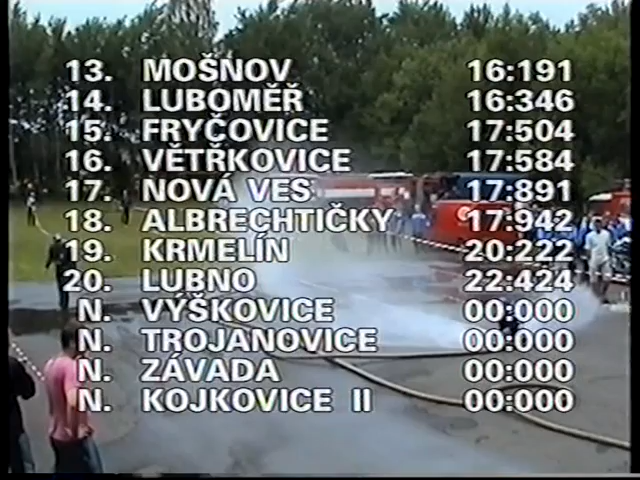 13. MOŠNOV 16:191
14. LUBOMĚŘ 16:346
15. FRYČOVICE 17:504
16. VĚTŘKOVICE 17:584
17. NOVÁ VES 17:891
18. ALBRECHTIČKY 17:942
19. KRMELÍN 20:222
20. LUBNO 22:424
N. VÝŠKOVICE 00:000
N. TROJANOVICE 00:000
N. ZÁVADA 00:000
N. KOJKOVICE II 00:000